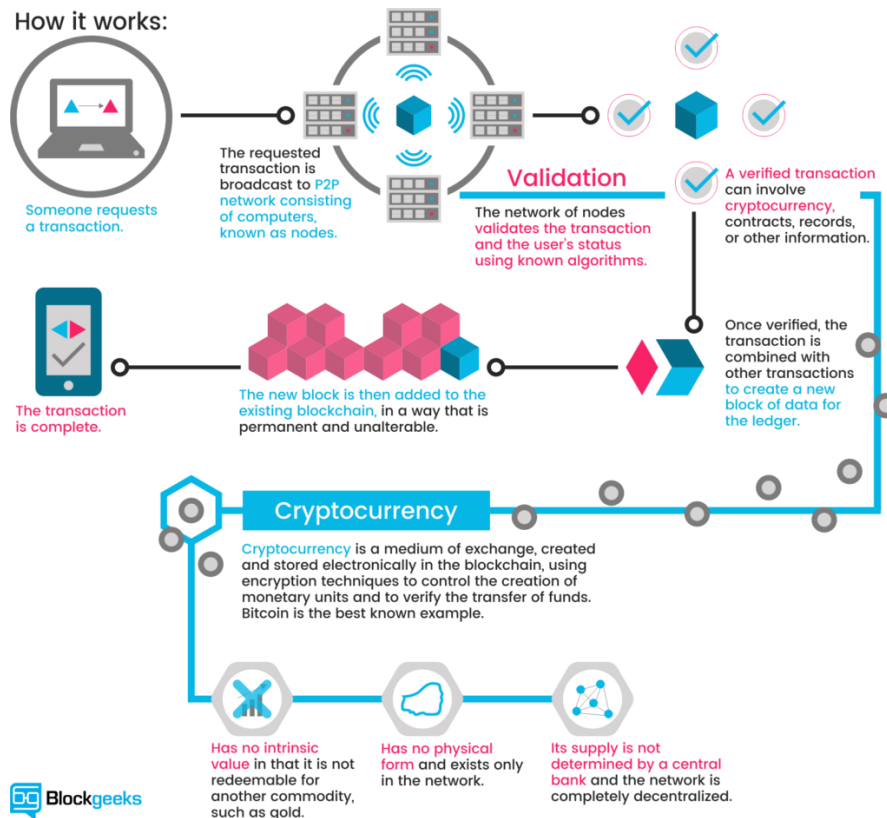 How it works:
Someone requests
a transaction.
The requested
transaction is
broadcast to P2P
network consisting
of computers,
known as nodes.
Validation
The network of nodes
validates the transaction
and the user's status
using known algorithms.
A verified transaction
can involve
cryptocurrency,
contracts, records,
or other information.
Once verified, the
transaction is
combined with
other transactions
to create a new
block of data for
the ledger.
The new block is then added to the
existing blockchain, in a way that is
permanent and unalterable.
The transaction
is complete.
Cryptocurrency
Cryptocurrency is a medium of exchange, created
and stored electronically in the blockchain, using
encryption techniques to control the creation of
monetary units and to verify the transfer of funds.
Bitcoin is the best known example.
Has no intrinsic
value in that it is not
redeemable for
another commodity,
such as gold.
Has no physical
form and exists only
in the network.
Its supply is not
determined by a central
bank and the network is
completely decentralized.
Blockgeeks